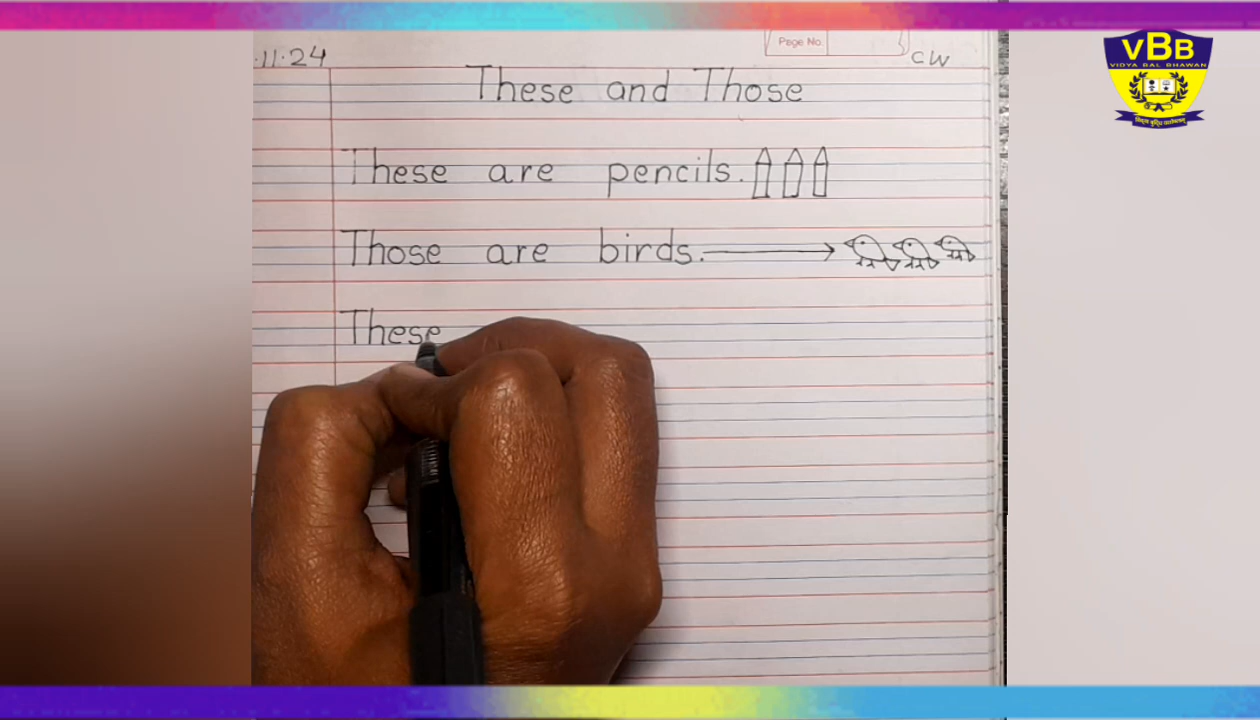 Page No.
.11.24
CW
These and Those
These are pencils.
Those are birds.
These
VBB
VIDYA BAL BHAWAN